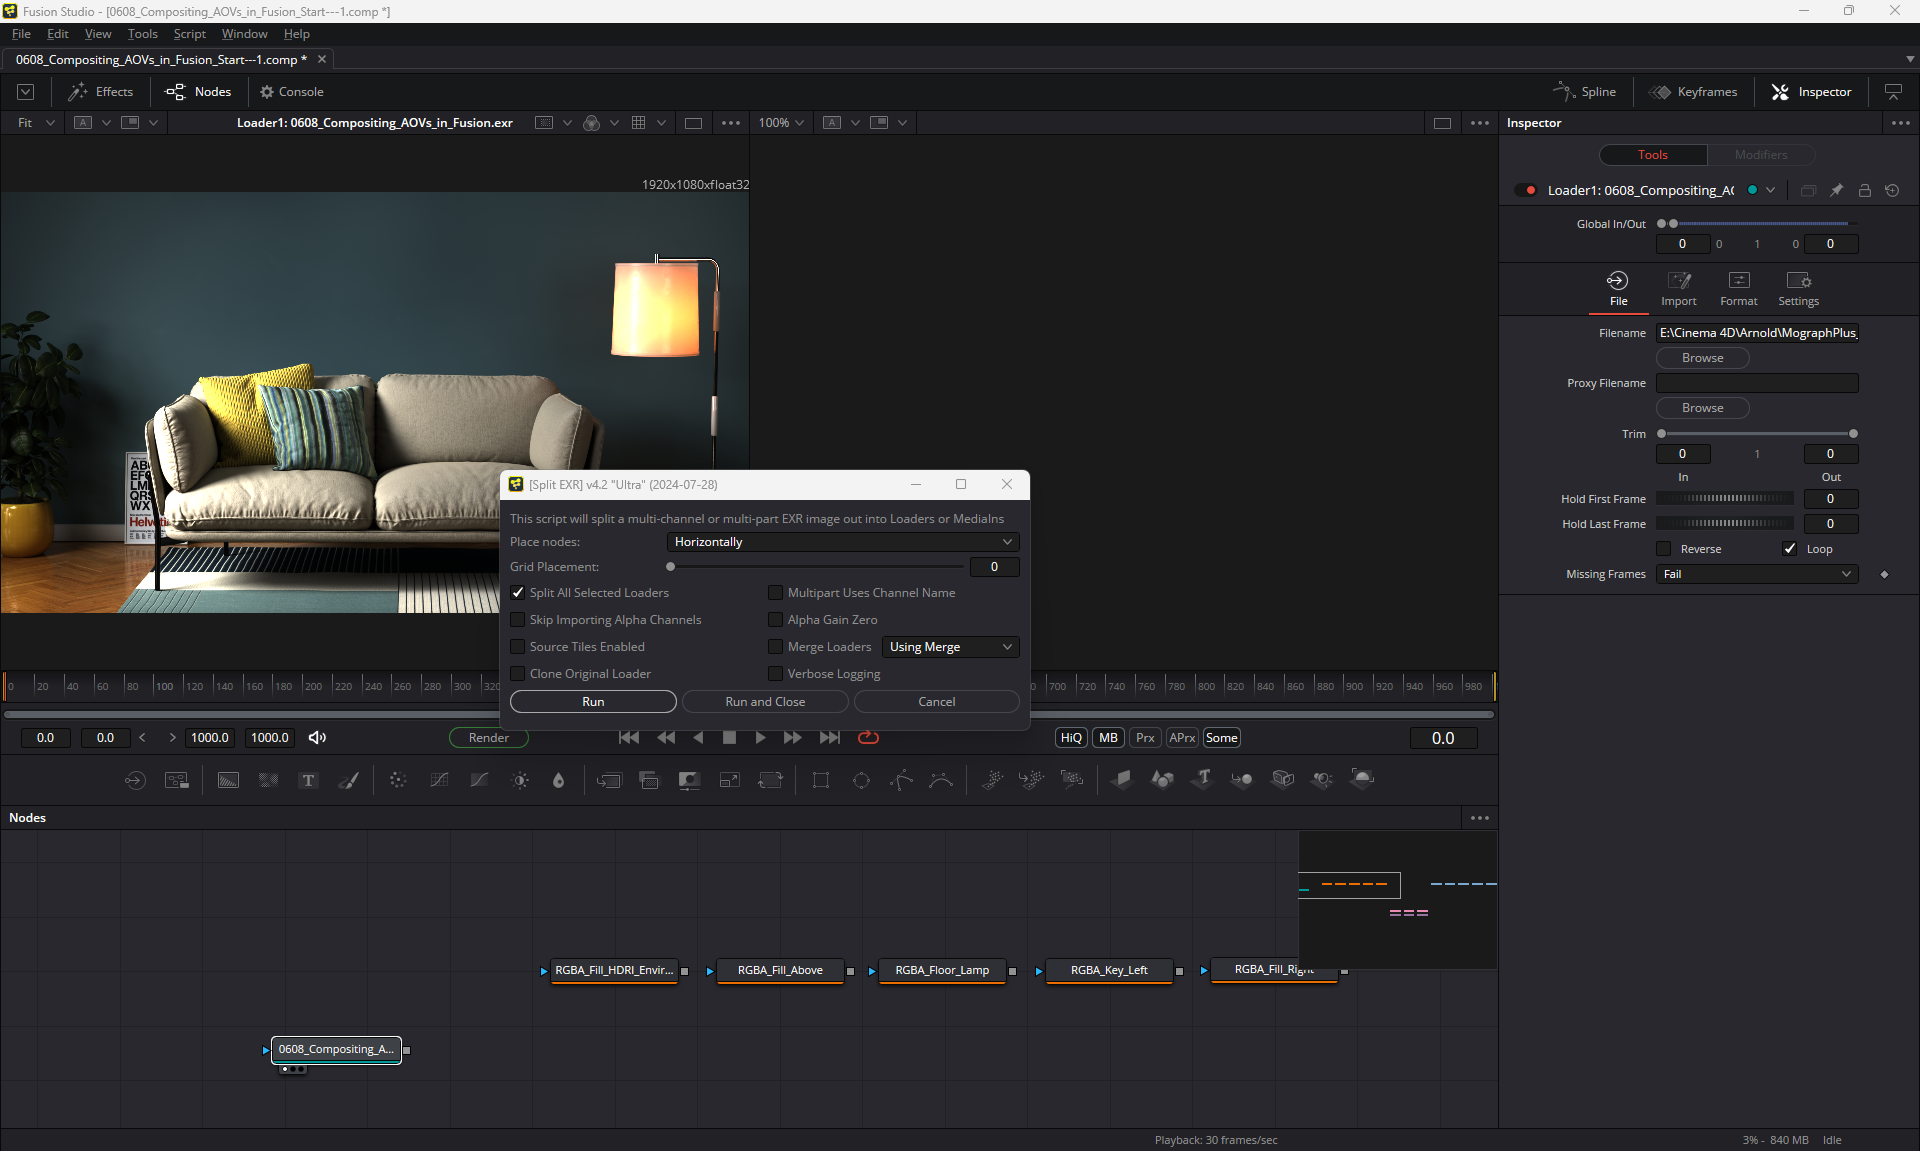 Fusion Studio - [0608_Compositing_AOVs_in_Fusion_Start---1.comp *]
File Edit View Tools Script Window Help
0608_Compositing_AOVs_in_Fusion_Start---1.comp *
Effects Nodes Console Spline Keyframes Inspector
Fit A Loader1: 0608_Compositing_AOVs_in_Fusion.exr 100% A Inspector
Tools Modifiers
1920x1080xfloat32
Loader1: 0608_Compositing_A
Global In/Out
0 0 1 0 0
File Import Format Settings
Filename E:\Cinema 4D\Arnold\MographPlus_
Browse
Proxy Filename
Browse
Trim
0 1 0
In Out
Hold First Frame 0
Hold Last Frame 0
Reverse Loop
Missing Frames Fail
[Split EXR] v4.2 "Ultra" (2024-07-28)
This script will split a multi-channel or multi-part EXR image out into Loaders or MediaIns
Place nodes: Horizontally
Grid Placement: 0
Split All Selected Loaders Multipart Uses Channel Name
Skip Importing Alpha Channels Alpha Gain Zero
Source Tiles Enabled Merge Loaders Using Merge
Clone Original Loader Verbose Logging
Run Run and Close Cancel
0 20 40 60 80 100 120 140 160 180 200 220 240 260 280 300 320 700 720 740 760 780 800 820 840 860 880 900 920 940 960 980
0.0 0.0 1000.0 1000.0 Render HiQ MB Prx APrx Some 0.0
Nodes
RGBA_Fill_HDRI_Envir... RGBA_Fill_Above RGBA_Floor_Lamp RGBA_Key_Left RGBA_Fill_Right
0608_Compositing_A...
Playback: 30 frames/sec 3% - 840 MB Idle